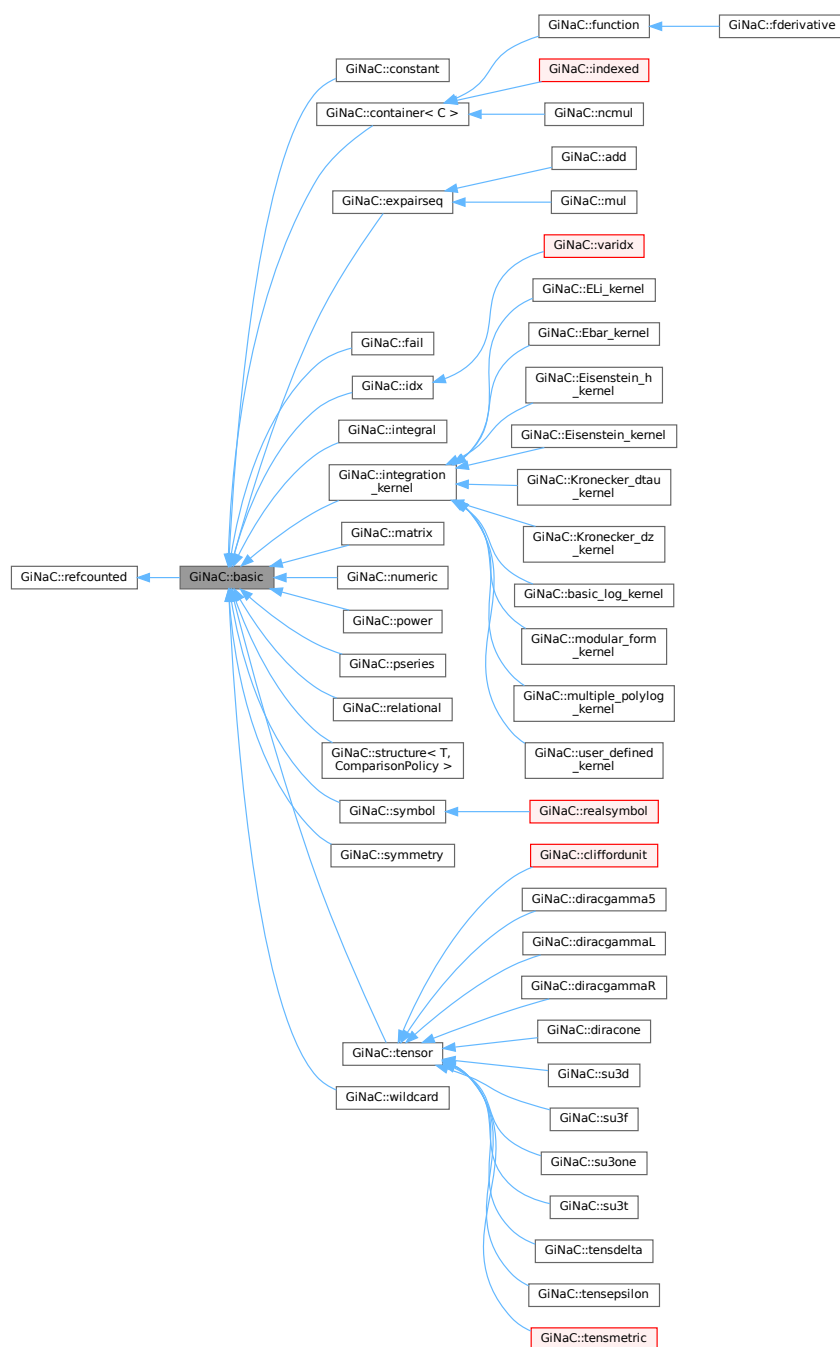 GiNaC::function
GiNaC::fderivative
GiNaC::constant
GiNaC::indexed
GiNaC::container< C >
GiNaC::ncmul
GiNaC::add
GiNaC::expairseq
GiNaC::mul
GiNaC::varidx
GiNaC::ELi_kernel
GiNaC::Ebar_kernel
GiNaC::fail
GiNaC::idx
GiNaC::Eisenstein_h
_kernel
GiNaC::integral
GiNaC::Eisenstein_kernel
GiNaC::integration
_kernel
GiNaC::Kronecker_dtau
_kernel
GiNaC::matrix
GiNaC::Kronecker_dz
_kernel
GiNaC::refcounted
GiNaC::basic
GiNaC::numeric
GiNaC::basic_log_kernel
GiNaC::power
GiNaC::modular_form
_kernel
GiNaC::pseries
GiNaC::multiple_polylog
_kernel
GiNaC::relational
GiNaC::structure< T,
ComparisonPolicy >
GiNaC::user_defined
_kernel
GiNaC::symbol
GiNaC::realsymbol
GiNaC::symmetry
GiNaC::cliffordunit
GiNaC::diracgamma5
GiNaC::diracgammaL
GiNaC::diracgammaR
GiNaC::diracone
GiNaC::tensor
GiNaC::su3d
GiNaC::wildcard
GiNaC::su3f
GiNaC::su3one
GiNaC::su3t
GiNaC::tensdelta
GiNaC::tensepsilon
GiNaC::tensmetric